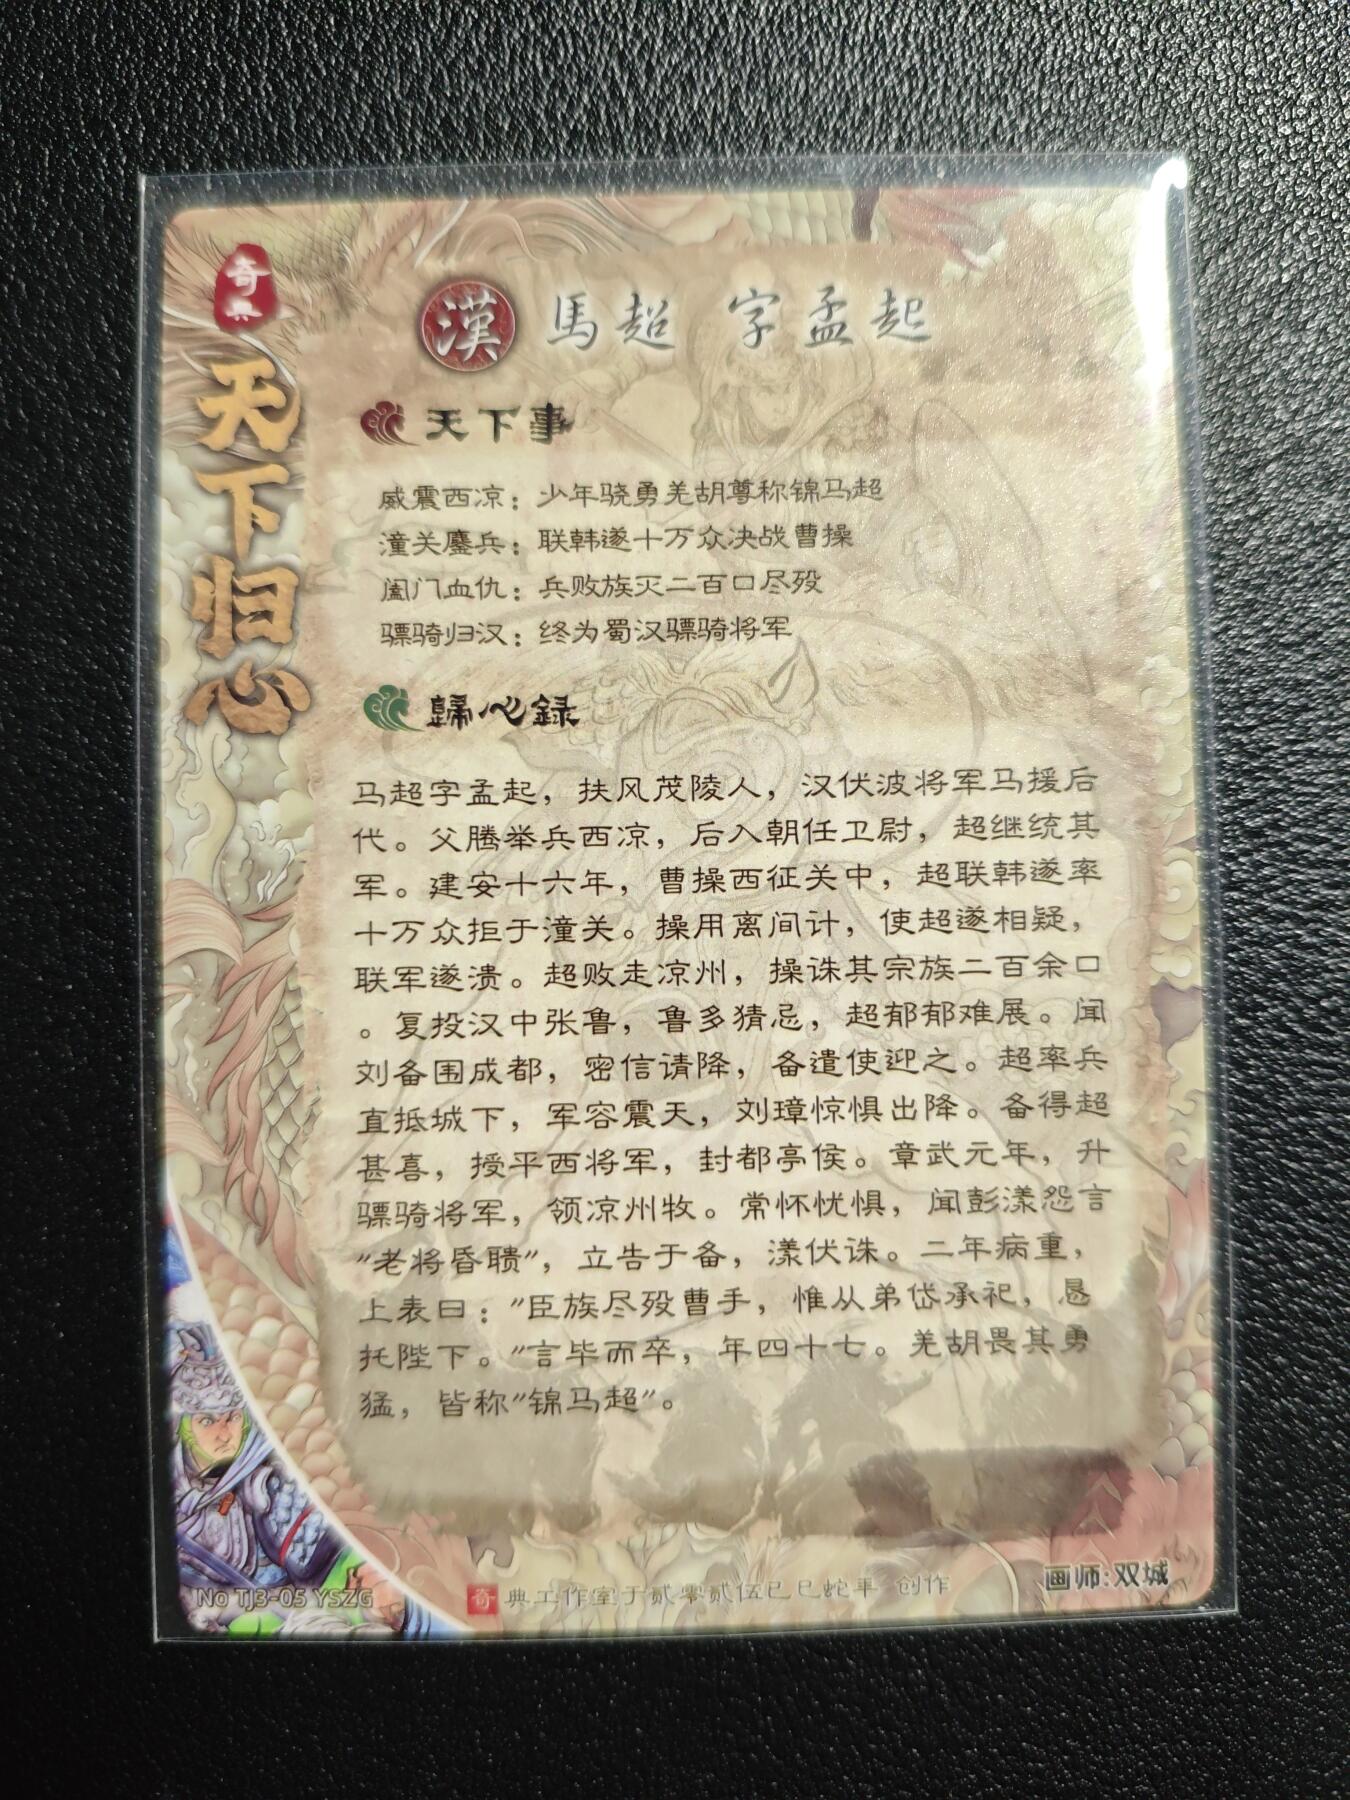 奇典
天下归心
漢 馬超 字孟起
天下事
威震西凉：少年骁勇羌胡尊称锦马超
潼关鏖兵：联韩遂十万众决战曹操
阖门血仇：兵败族灭二百口尽殁
骠骑归汉：终为蜀汉骠骑将军
歸心録
马超字孟起，扶风茂陵人，汉伏波将军马援后
代。父腾举兵西凉，后入朝任卫尉，超继统其
军。建安十六年，曹操西征关中，超联韩遂率
十万众拒于潼关。操用离间计，使超遂相疑，
联军遂溃。超败走凉州，操诛其宗族二百余口
。复投汉中张鲁，鲁多猜忌，超郁郁难展。闻
刘备围成都，密信请降，备遣使迎之。超率兵
直抵城下，军容震天，刘璋惊惧出降。备得超
甚喜，授平西将军，封都亭侯。章武元年，升
骠骑将军，领凉州牧。常怀忧惧，闻彭漾怨言
"老将昏聩"，立告于备，漾伏诛。二年病重，
上表曰："臣族尽殁曹手，惟从弟岱承祀，恳
托陛下。"言毕而卒，年四十七。羌胡畏其勇
猛，皆称"锦马超"。
No TJ3-05 YSZG
奇典工作室于贰零贰伍已巳蛇年 创作
画师:双城